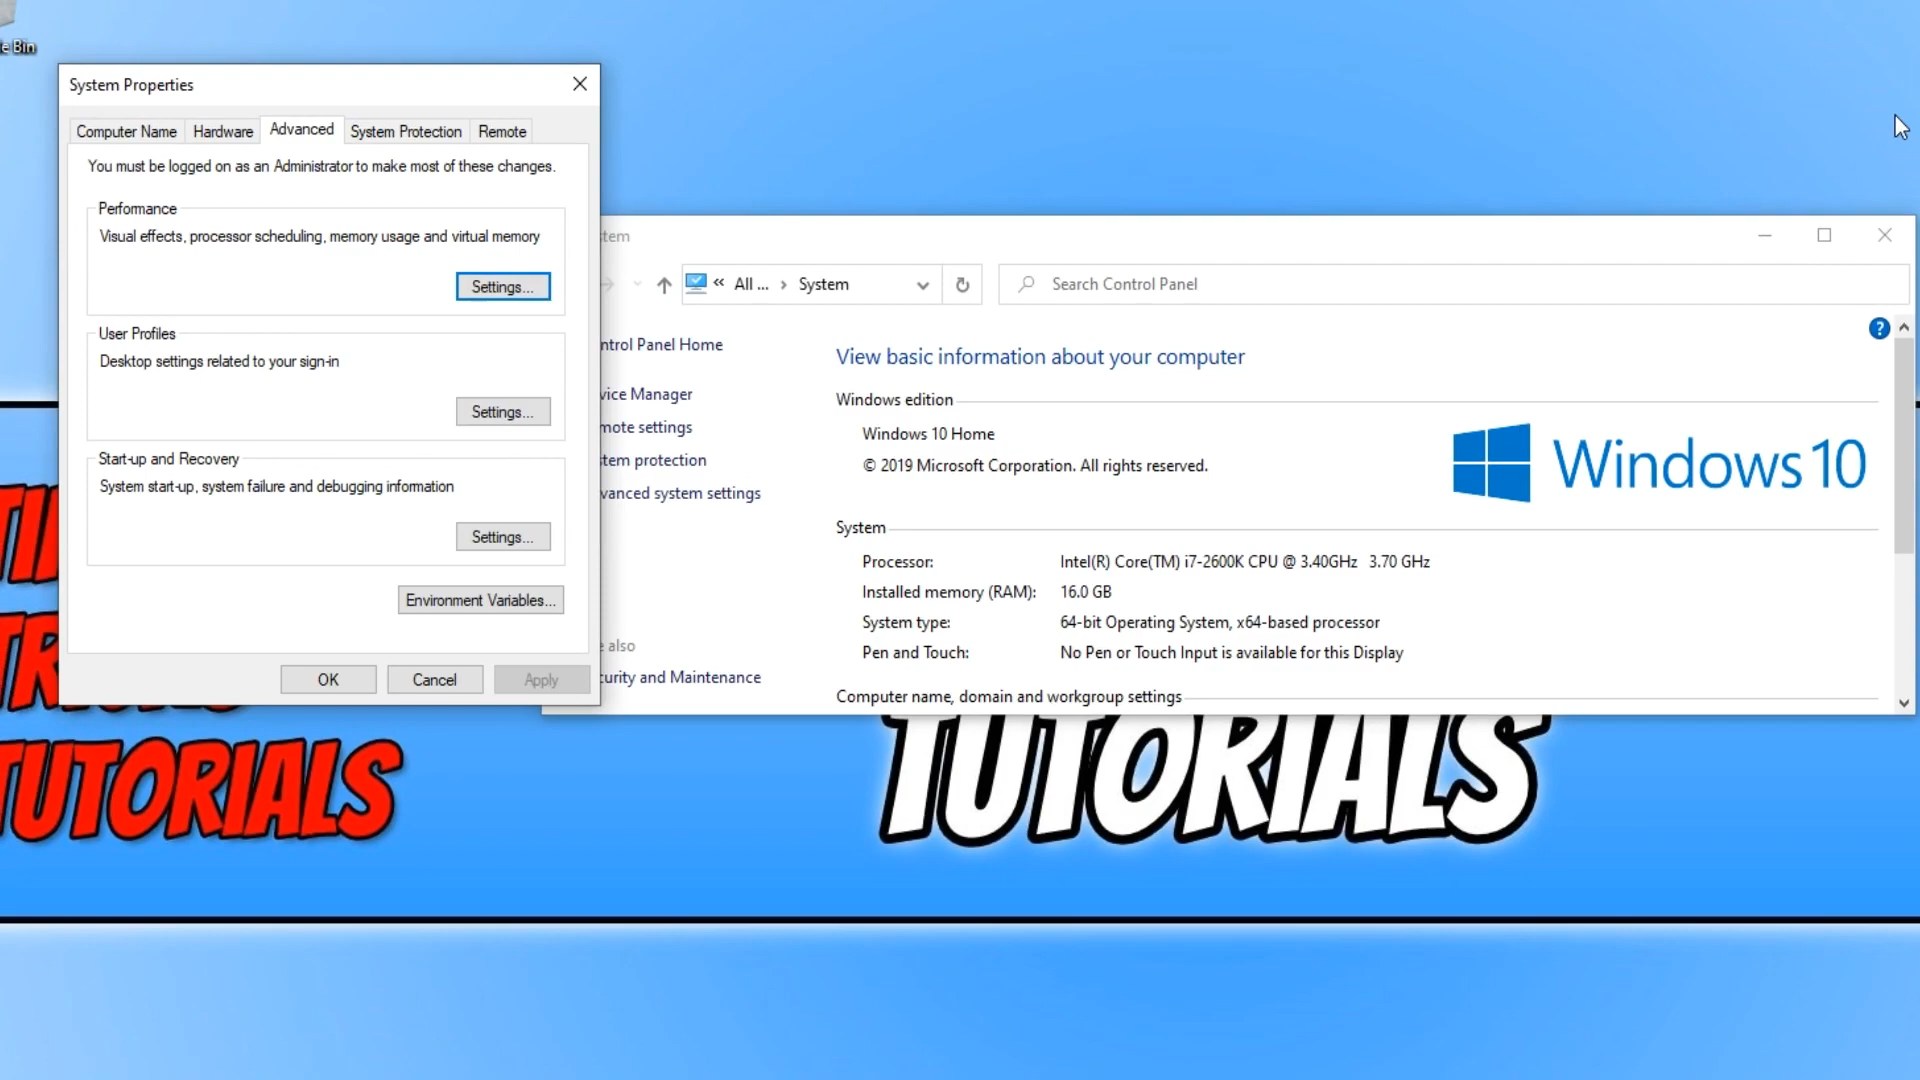 e Bin
System Properties
Computer Name Hardware Advanced System Protection Remote
You must be logged on as an Administrator to make most of these changes.
Performance
Visual effects, processor scheduling, memory usage and virtual memory
Settings...
User Profiles
Desktop settings related to your sign-in
Settings...
Start-up and Recovery
System start-up, system failure and debugging information
Settings...
Environment Variables...
OK Cancel Apply
tem
« All ... › System
Search Control Panel
ntrol Panel Home
vice Manager
mote settings
stem protection
vanced system settings
e also
curity and Maintenance
View basic information about your computer
Windows edition
Windows 10 Home
© 2019 Microsoft Corporation. All rights reserved.
Windows 10
System
Processor: Intel(R) Core(TM) i7-2600K CPU @ 3.40GHz 3.70 GHz
Installed memory (RAM): 16.0 GB
System type: 64-bit Operating System, x64-based processor
Pen and Touch: No Pen or Touch Input is available for this Display
Computer name, domain and workgroup settings
TUTORIALS
TUTORIALS